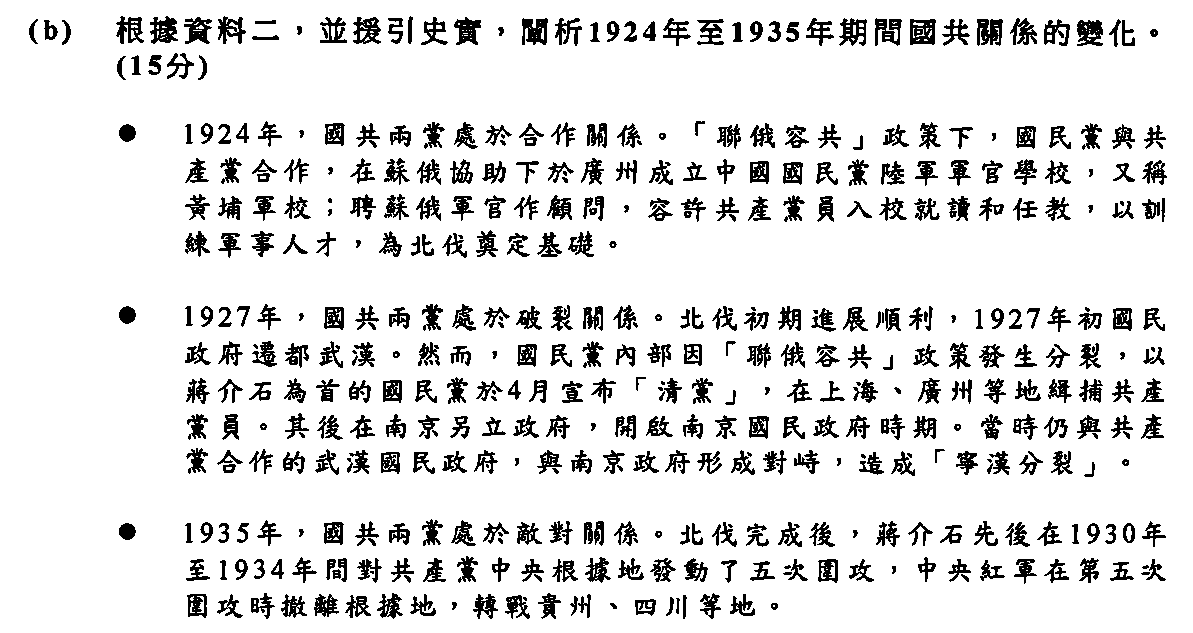 (b) 根據資料二，並援引史實，闡析1924年至1935年期間國共關係的變化。
(15分)
● 1924年，國共兩黨處於合作關係。「聯俄容共」政策下，國民黨與共
產黨合作，在蘇俄協助下於廣州成立中國國民黨陸軍軍官學校，又稱
黃埔軍校；聘蘇俄軍官作顧問，容許共產黨員入校就讀和任教，以訓
練軍事人才，為北伐奠定基礎。
● 1927年，國共兩黨處於破裂關係。北伐初期進展順利，1927年初國民
政府遷都武漢。然而，國民黨內部因「聯俄容共」政策發生分裂，以
蔣介石為首的國民黨於4月宣布「清黨」，在上海、廣州等地緝捕共產
黨員。其後在南京另立政府，開啟南京國民政府時期。當時仍與共產
黨合作的武漢國民政府，與南京政府形成對峙，造成「寧漢分裂」。
● 1935年，國共兩黨處於敵對關係。北伐完成後，蔣介石先後在1930年
至1934年間對共產黨中央根據地發動了五次圍攻，中央紅軍在第五次
圍攻時撤離根據地，轉戰貴州、四川等地。